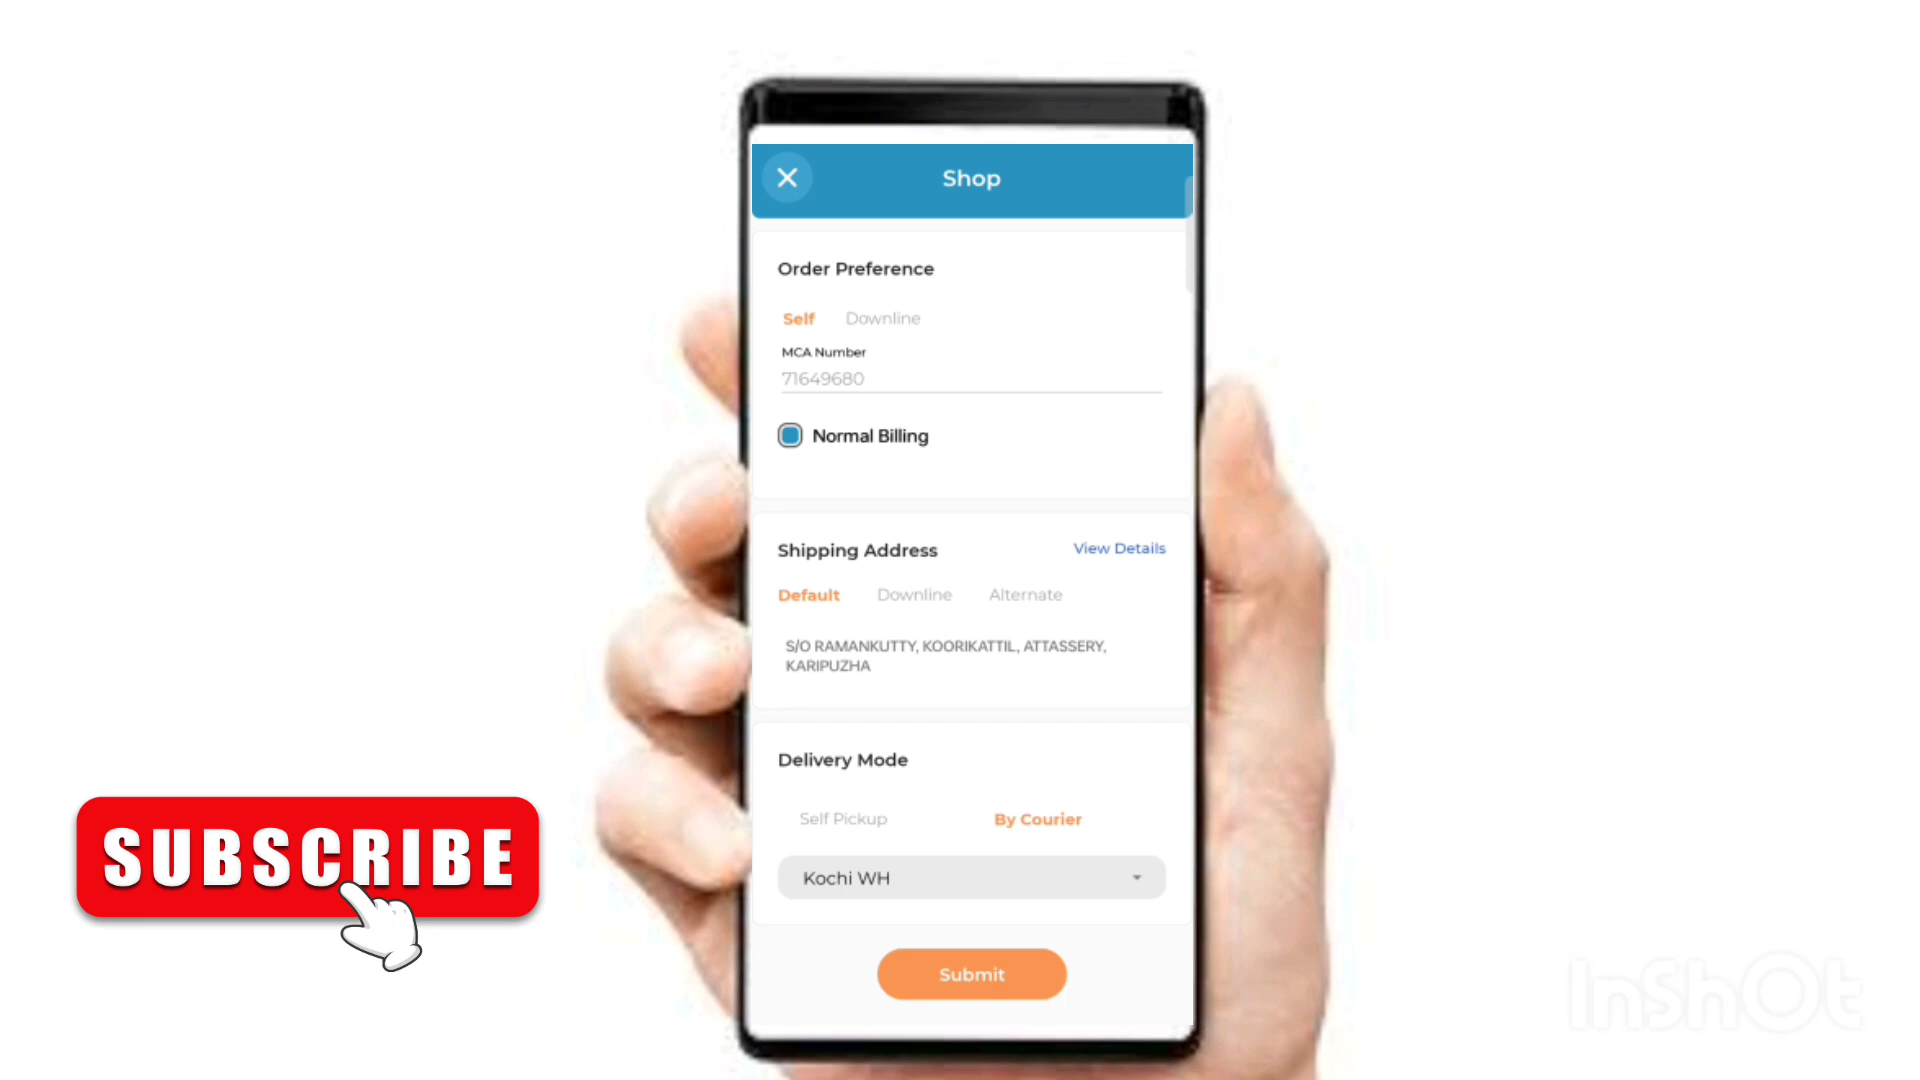 Shop
Order Preference
Self Downline
MCA Number
71649680
Normal Billing
Shipping Address View Details
Default Downline Alternate
S/O RAMANKUTTY, KOORIKATTIL, ATTASSERY,
KARIPUZHA
Delivery Mode
Self Pickup By Courier
Kochi WH
Submit
SUBSCRIBE
InShOt